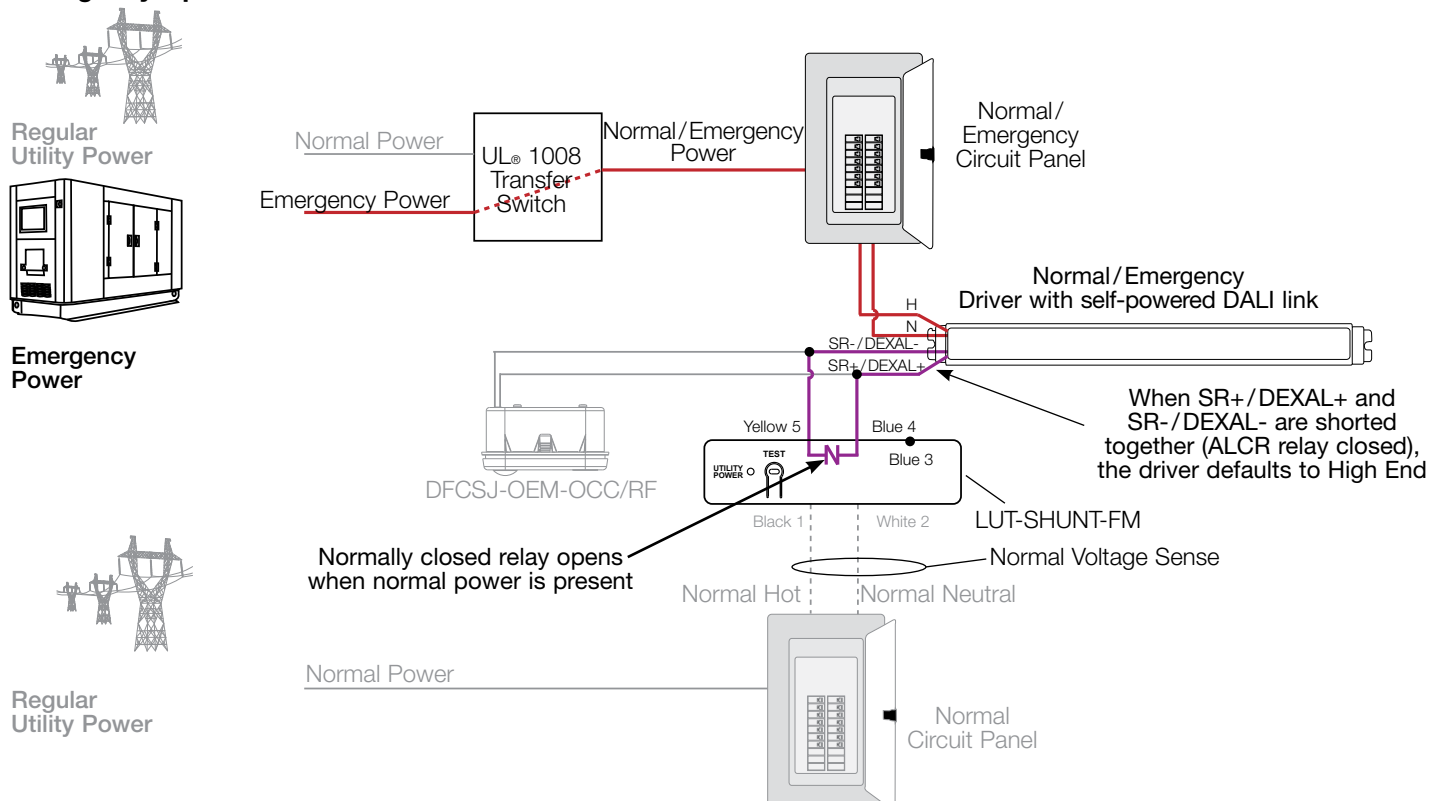 Regular
Utility Power
Normal Power
UL® 1008
Transfer
Switch
Normal/Emergency
Power
Normal/
Emergency
Circuit Panel
Emergency Power
Emergency
Power
Normal/Emergency
Driver with self-powered DALI link
H
N
SR-/DEXAL-
SR+/DEXAL+
When SR+/DEXAL+ and
SR-/DEXAL- are shorted
together (ALCR relay closed),
the driver defaults to High End
DFCSJ-OEM-OCC/RF
Yellow 5
Blue 4
Blue 3
UTILITY
POWER
TEST
N
Black 1
White 2
LUT-SHUNT-FM
Normally closed relay opens
when normal power is present
Normal Voltage Sense
Normal Hot
Normal Neutral
Normal Power
Regular
Utility Power
Normal
Circuit Panel